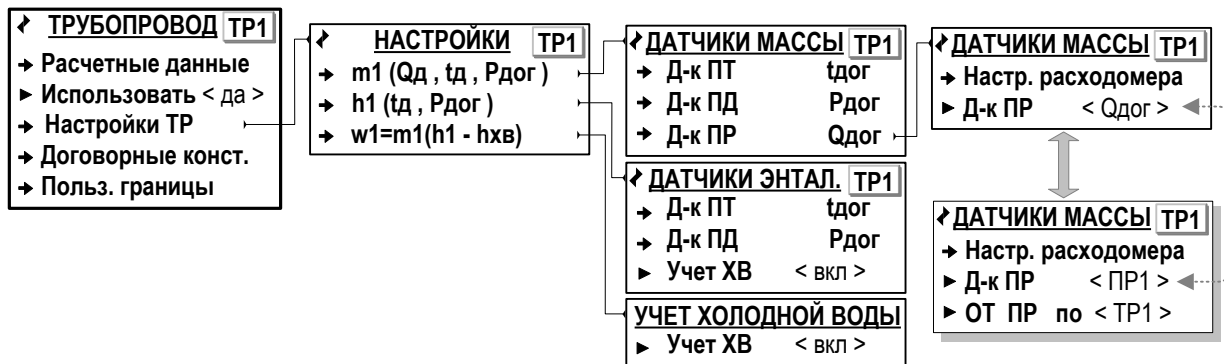 ТРУБОПРОВОД ТР1
Расчетные данные
Использовать < да >
Настройки ТР
Договорные конст.
Польз. границы
НАСТРОЙКИ ТР1
m1 (Qд , tд , Рдог )
h1 (tд , Рдог )
w1=m1(h1 - hхв)
ДАТЧИКИ МАССЫ ТР1
Д-к ПТ tдог
Д-к ПД Рдог
Д-к ПР Qдог
ДАТЧИКИ ЭНТАЛ. ТР1
Д-к ПТ tдог
Д-к ПД Рдог
Учет ХВ < вкл >
УЧЕТ ХОЛОДНОЙ ВОДЫ
Учет ХВ < вкл >
ДАТЧИКИ МАССЫ ТР1
Настр. расходомера
Д-к ПР < Qдог >
ДАТЧИКИ МАССЫ ТР1
Настр. расходомера
Д-к ПР < ПР1 >
ОТ ПР по < ТР1 >